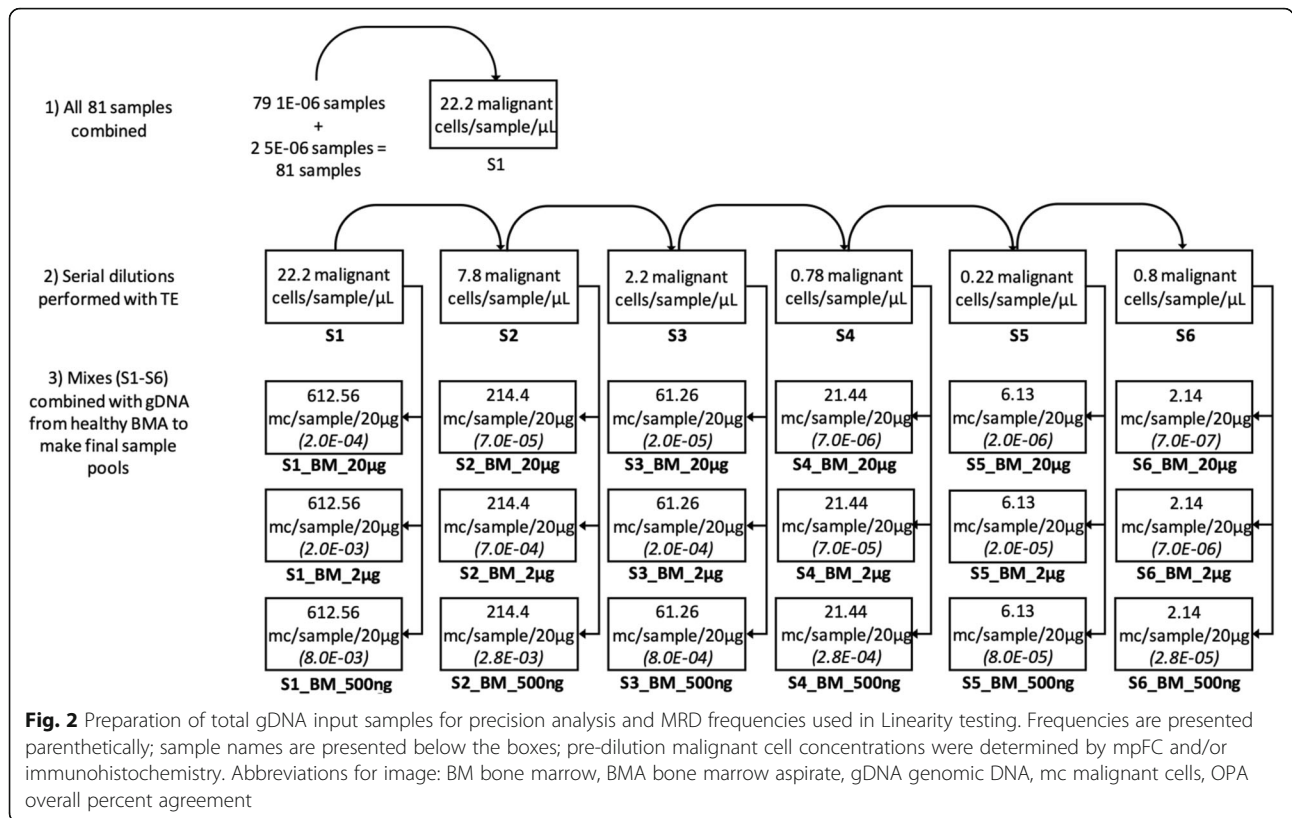 1) All 81 samples
combined
79 1E-06 samples
+
2 5E-06 samples =
81 samples
22.2 malignant
cells/sample/µL
S1
2) Serial dilutions
performed with TE
22.2 malignant
cells/sample/µL
S1
7.8 malignant
cells/sample/µL
S2
2.2 malignant
cells/sample/µL
S3
0.78 malignant
cells/sample/µL
S4
0.22 malignant
cells/sample/µL
S5
0.8 malignant
cells/sample/µL
S6
3) Mixes (S1-S6)
combined with gDNA
from healthy BMA to
make final sample
pools
612.56
mc/sample/20µg
(2.0E-04)
S1_BM_20µg
214.4
mc/sample/20µg
(7.0E-05)
S2_BM_20µg
61.26
mc/sample/20µg
(2.0E-05)
S3_BM_20µg
21.44
mc/sample/20µg
(7.0E-06)
S4_BM_20µg
6.13
mc/sample/20µg
(2.0E-06)
S5_BM_20µg
2.14
mc/sample/20µg
(7.0E-07)
S6_BM_20µg
612.56
mc/sample/20µg
(2.0E-03)
S1_BM_2µg
214.4
mc/sample/20µg
(7.0E-04)
S2_BM_2µg
61.26
mc/sample/20µg
(2.0E-04)
S3_BM_2µg
21.44
mc/sample/20µg
(7.0E-05)
S4_BM_2µg
6.13
mc/sample/20µg
(2.0E-05)
S5_BM_2µg
2.14
mc/sample/20µg
(7.0E-06)
S6_BM_2µg
612.56
mc/sample/20µg
(8.0E-03)
S1_BM_500ng
214.4
mc/sample/20µg
(2.8E-03)
S2_BM_500ng
61.26
mc/sample/20µg
(8.0E-04)
S3_BM_500ng
21.44
mc/sample/20µg
(2.8E-04)
S4_BM_500ng
6.13
mc/sample/20µg
(8.0E-05)
S5_BM_500ng
2.14
mc/sample/20µg
(2.8E-05)
S6_BM_500ng
Fig. 2 Preparation of total gDNA input samples for precision analysis and MRD frequencies used in Linearity testing. Frequencies are presented
parenthetically; sample names are presented below the boxes; pre-dilution malignant cell concentrations were determined by mpFC and/or
immunohistochemistry. Abbreviations for image: BM bone marrow, BMA bone marrow aspirate, gDNA genomic DNA, mc malignant cells, OPA
overall percent agreement